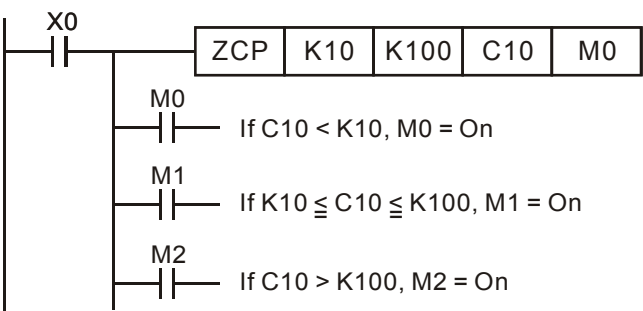 X0
ZCP K10 K100 C10 M0
M0
If C10 < K10, M0 = On
M1
If K10 ≦ C10 ≦ K100, M1 = On
M2
If C10 > K100, M2 = On